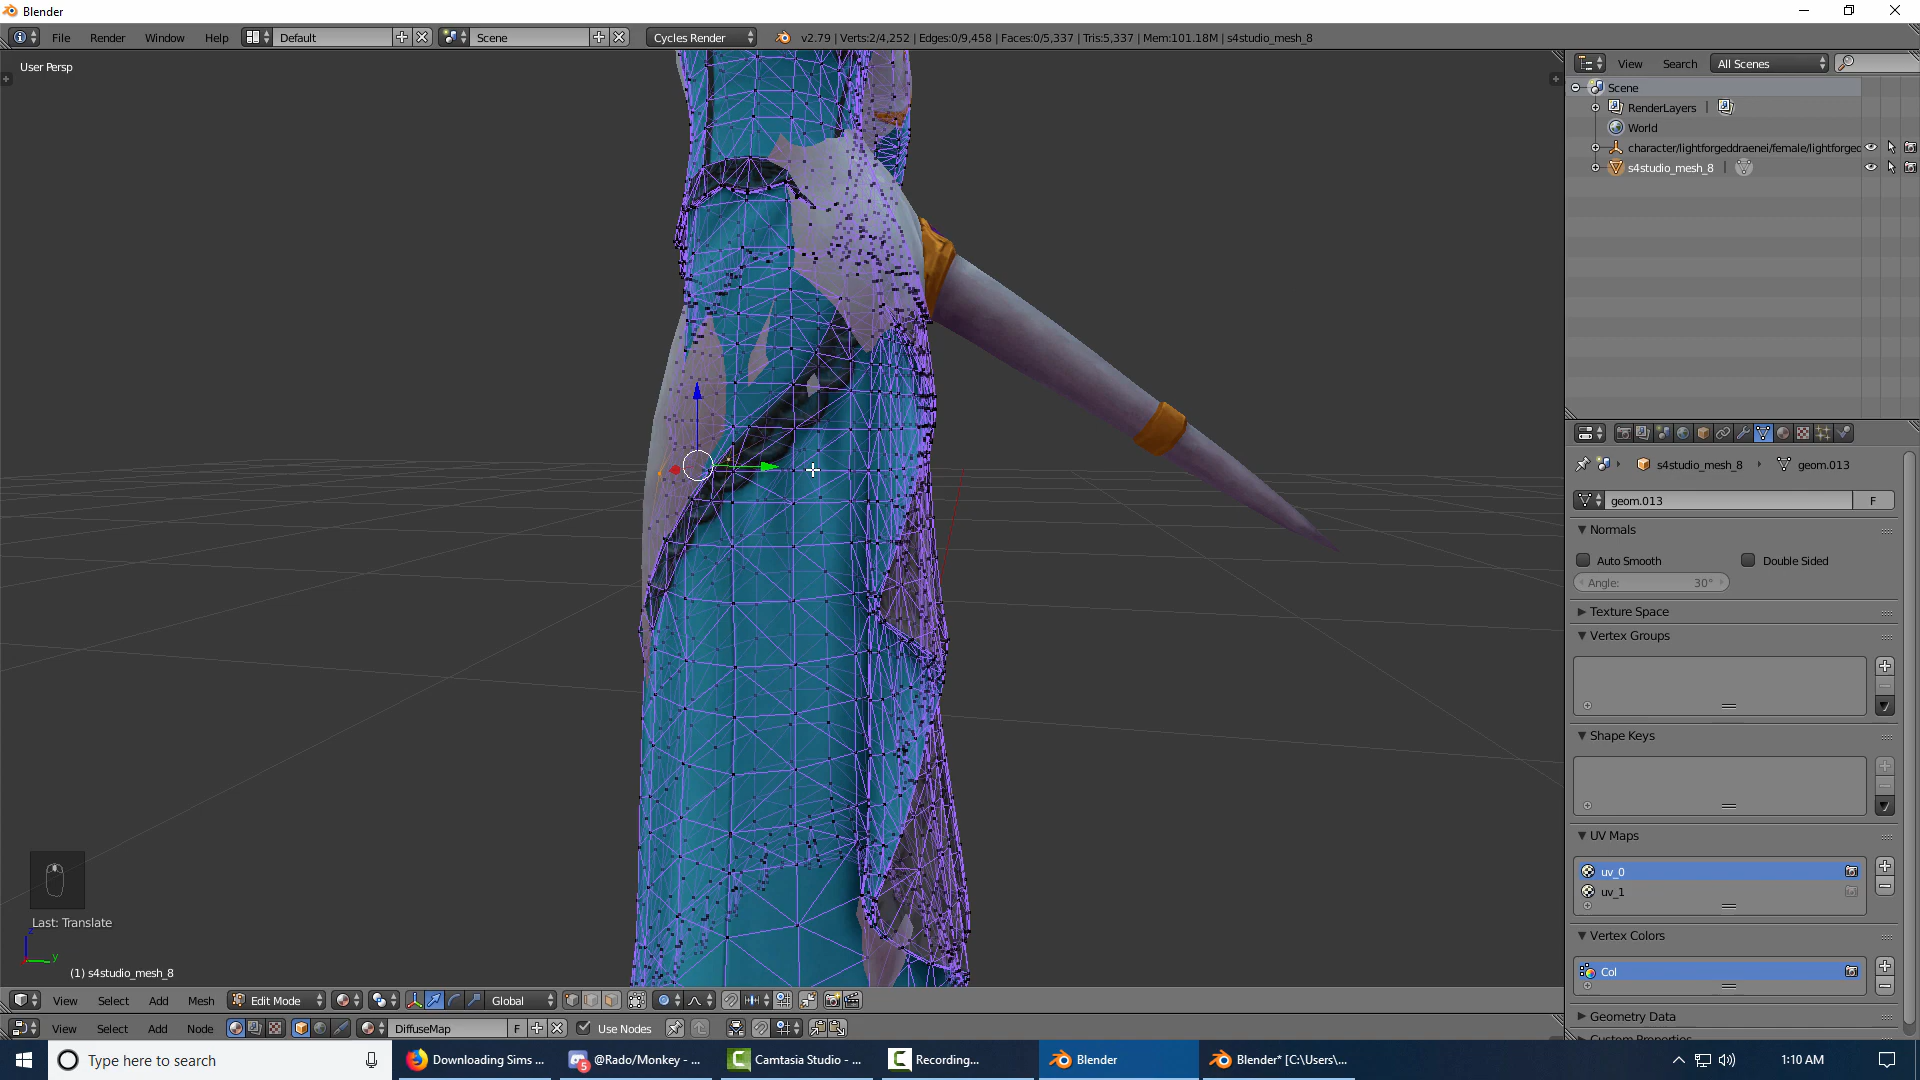 Blender
File Render Window Help Default Scene Cycles Render v2.79 | Verts:2/4,252 | Edges:0/9,458 | Faces:0/5,337 | Tris:5,337 | Mem:101.18M | s4studio_mesh_8
User Persp
View Search All Scenes
Scene
RenderLayers |
World
character/lightforgeddraenei/female/lightforged
s4studio_mesh_8 |
s4studio_mesh_8 geom.013
geom.013 F
Normals
Auto Smooth Double Sided
Angle: 30°
Texture Space
Vertex Groups
Shape Keys
UV Maps
uv_0
uv_1
Vertex Colors
Col
Geometry Data
Custom Properties
Last: Translate
z
y
(1) s4studio_mesh_8
View Select Add Mesh Edit Mode Global
View Select Add Node DiffuseMap F Use Nodes
Type here to search Downloading Sims ... 5 @Rado/Monkey - ... Camtasia Studio - ... Recording... Blender Blender* [C:\Users\... 1:10 AM